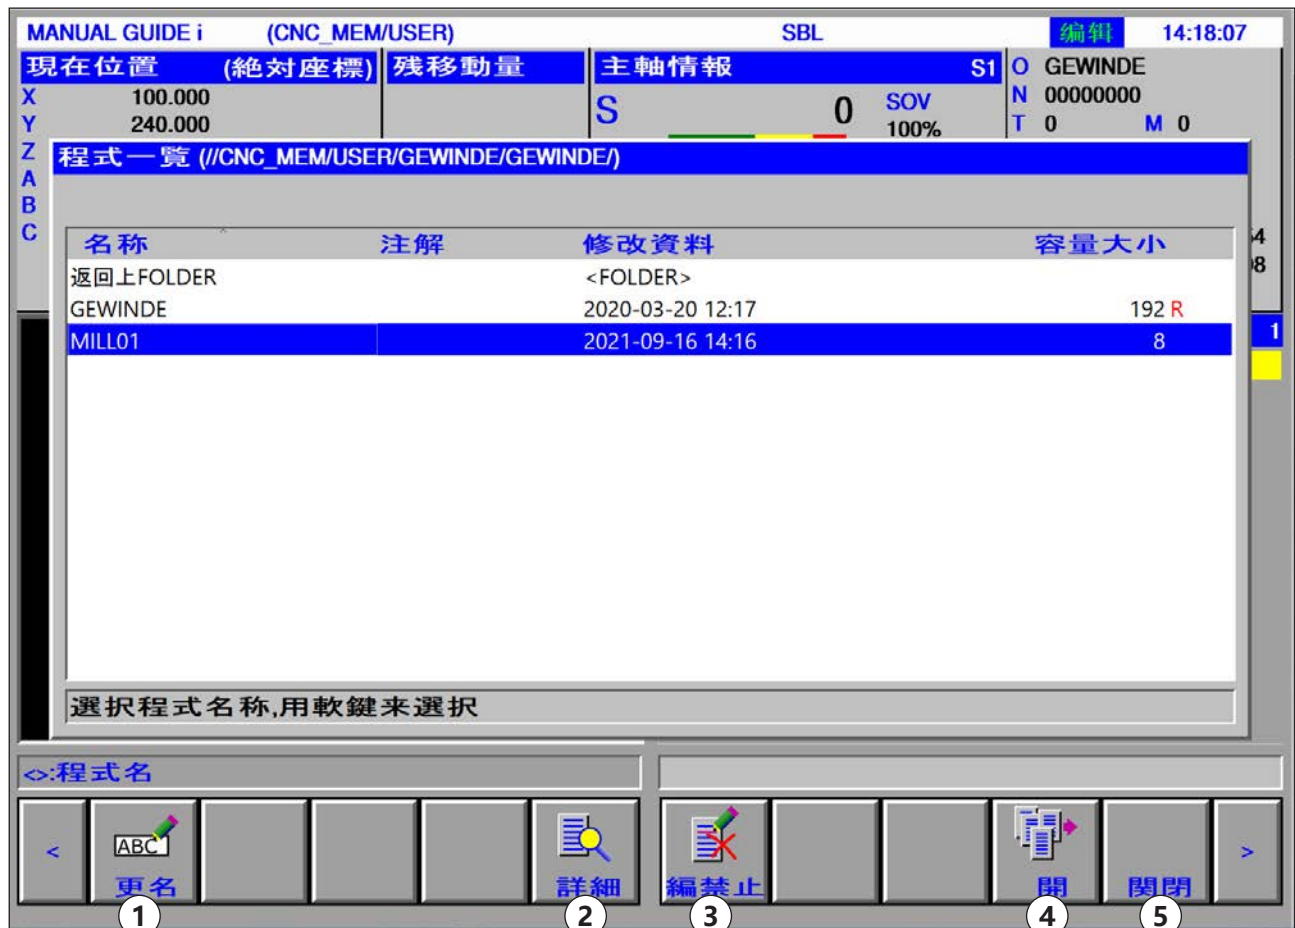 MANUAL GUIDE i (CNC_MEM/USER) SBL 编辑 14:18:07
現在位置 (絶対座標) 残移動量 主軸情報 S1 O GEWINDE
X 100.000 S 0 SOV N 00000000
Y 240.000 100% T 0 M 0
Z 程式一覧 (//CNC_MEM/USER/GEWINDE/GEWINDE/)
A
B
C 名称 ^ 注解 修改資料 容量大小 4
返回上FOLDER <FOLDER> 8
GEWINDE 2020-03-20 12:17 192 R
MILL01 2021-09-16 14:16 8 1
選択程式名称,用軟鍵来選択
<>:程式名
< ABC >
更名 詳細 編禁止 開 関閉
1 2 3 4 5